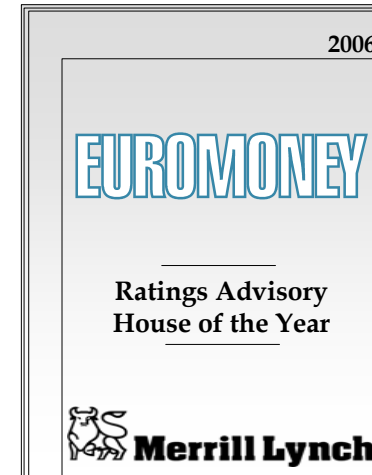 2006
EUROMONEY
Ratings Advisory
House of the Year
Merrill Lynch